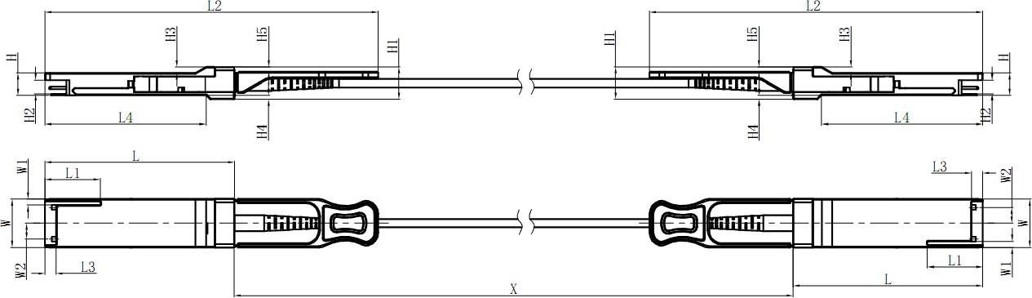 L2 L2
H3 H5 H1 H1 H5 H3
H H
H2 H4 H4 H2
L4 L4
L
W1 L1 L3 W2
W W
W2 L3 L1 W1
L
X